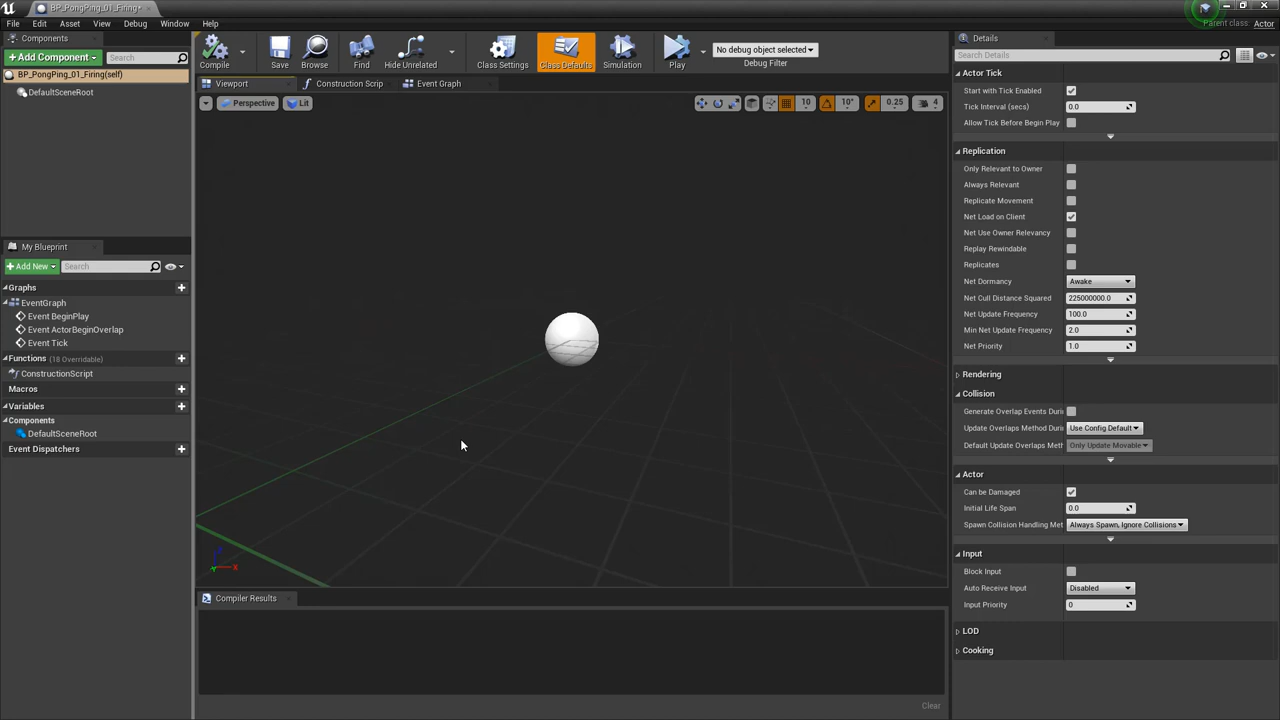 BP_PongPing_01_Firing*
File Edit Asset View Debug Window Help
Parent class: Actor
Components
+ Add Component Search
BP_PongPing_01_Firing(self)
DefaultSceneRoot
Compile Save Browse Find Hide Unrelated Class Settings Class Defaults Simulation Play
No debug object selected
Debug Filter
Viewport Construction Scrip Event Graph
Perspective Lit 10 10° 0.25 4
My Blueprint
+ Add New Search
Graphs
EventGraph
Event BeginPlay
Event ActorBeginOverlap
Event Tick
Functions (18 Overridable)
ConstructionScript
Macros
Variables
Components
DefaultSceneRoot
Event Dispatchers
X
Compiler Results
Clear
Details
Search Details
Actor Tick
Start with Tick Enabled
Tick Interval (secs) 0.0
Allow Tick Before Begin Play
Replication
Only Relevant to Owner
Always Relevant
Replicate Movement
Net Load on Client
Net Use Owner Relevancy
Replay Rewindable
Replicates
Net Dormancy Awake
Net Cull Distance Squared 225000000.0
Net Update Frequency 100.0
Min Net Update Frequency 2.0
Net Priority 1.0
Rendering
Collision
Generate Overlap Events Duri
Update Overlaps Method Duri Use Config Default
Default Update Overlaps Meth Only Update Movable
Actor
Can be Damaged
Initial Life Span 0.0
Spawn Collision Handling Met Always Spawn, Ignore Collisions
Input
Block Input
Auto Receive Input Disabled
Input Priority 0
LOD
Cooking